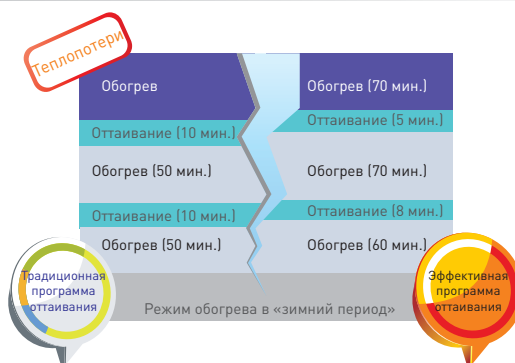 Теплопотери
Обогрев
Обогрев (70 мин.)
Оттаивание (5 мин.)
Оттаивание (10 мин.)
Обогрев (50 мин.)
Обогрев (70 мин.)
Оттаивание (10 мин.)
Оттаивание (8 мин.)
Обогрев (50 мин.)
Обогрев (60 мин.)
Традиционная
программа
оттаивания
Эффективная
программа
оттаивания
Режим обогрева в «зимний период»